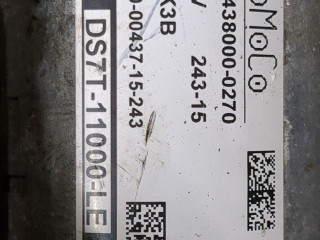 oMoCo
438000-0270
V 243-15
K3B
0-00437-15-243
DS7T-11000-LE